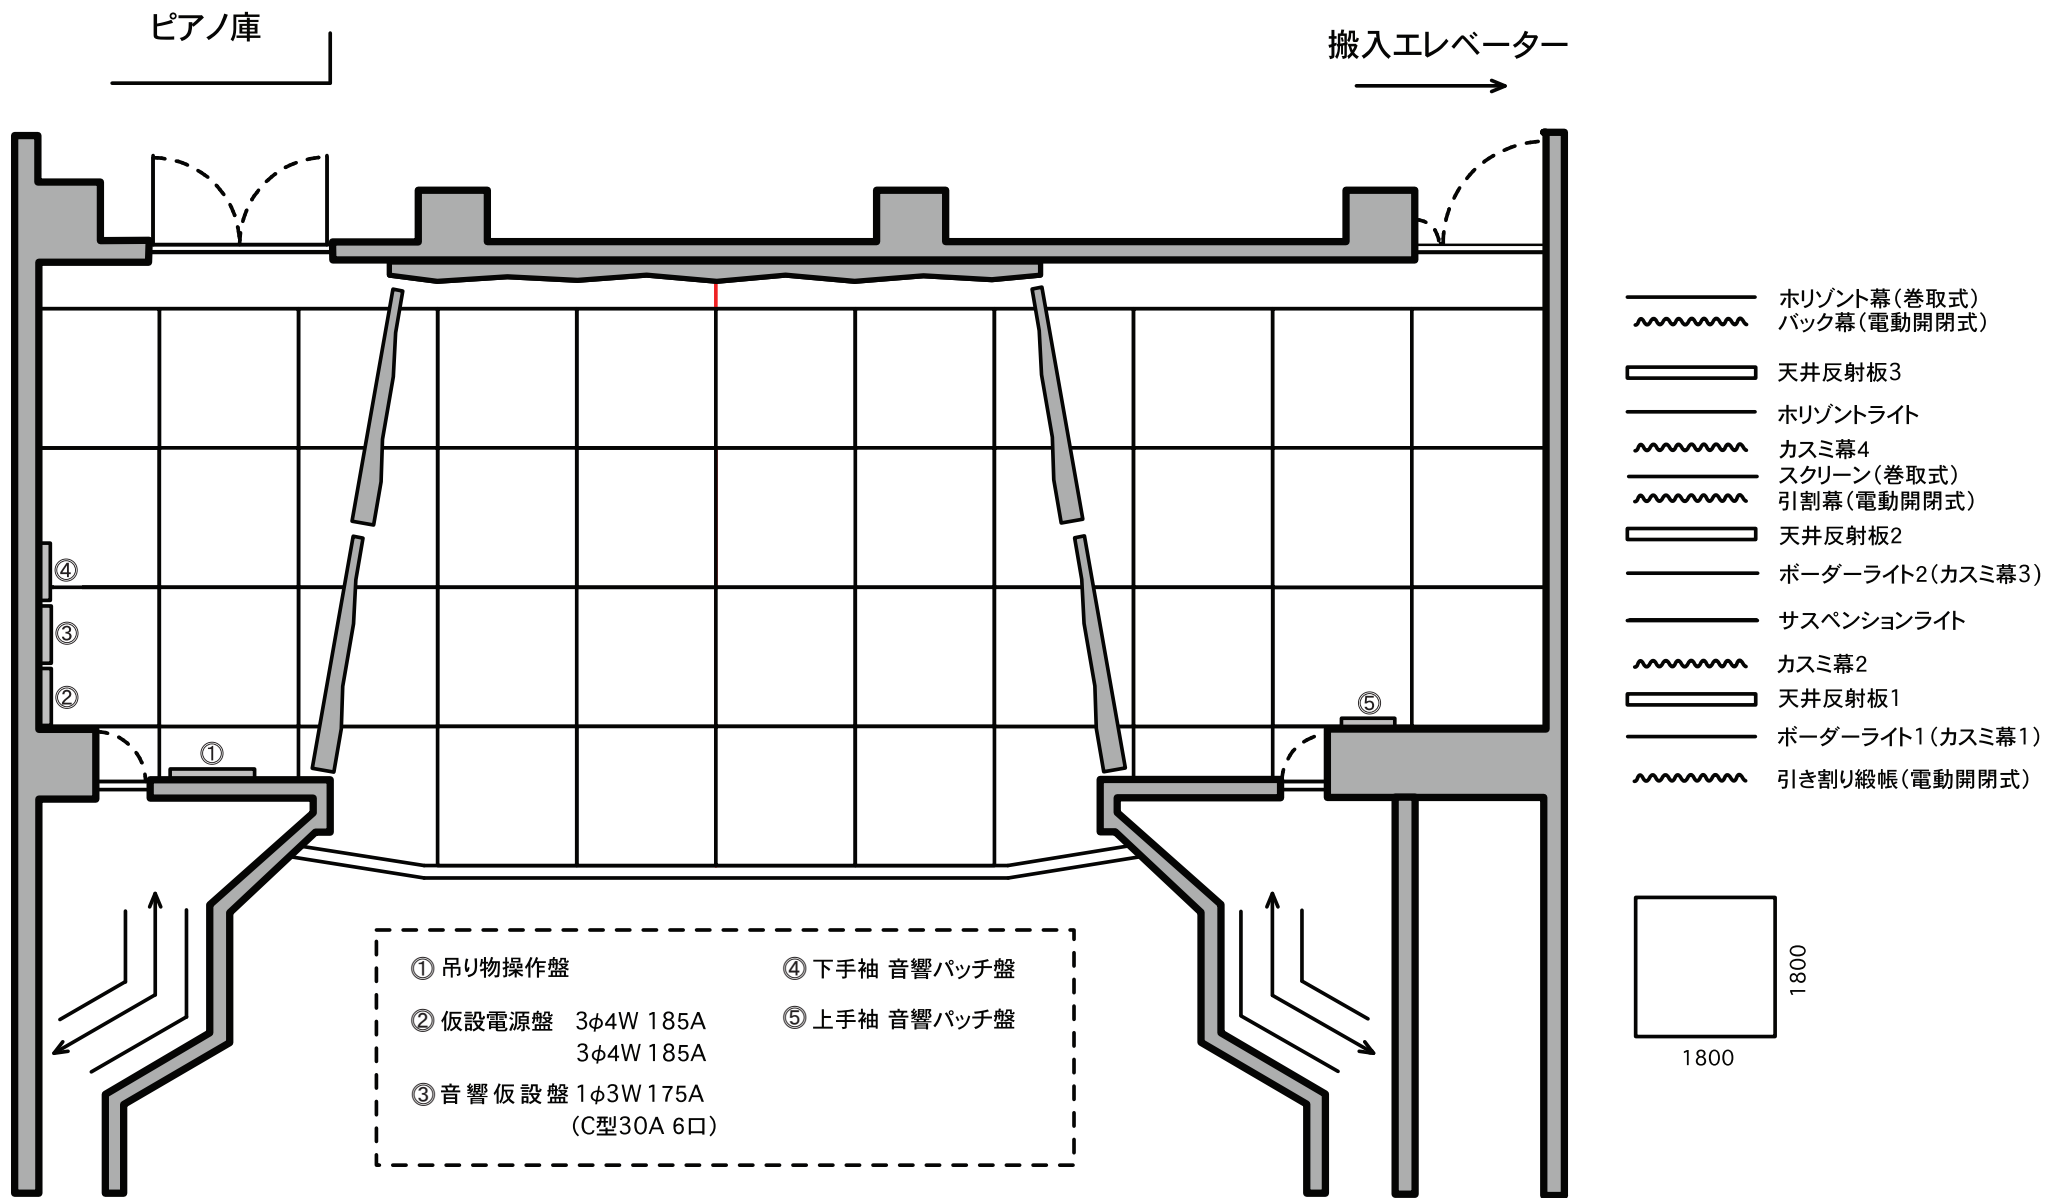 ピアノ庫
搬入エレベーター
ホリゾント幕(巻取式)
バック幕(電動開閉式)
天井反射板3
ホリゾントライト
カスミ幕4
スクリーン(巻取式)
引割幕(電動開閉式)
天井反射板2
ボーダーライト2(カスミ幕3)
サスペンションライト
カスミ幕2
天井反射板1
ボーダーライト1(カスミ幕1)
引き割り緞帳(電動開閉式)
④
③
②
①
⑤
①吊り物操作盤
②仮設電源盤 3φ4W 185A
3φ4W 185A
③音響仮設盤 1φ3W 175A
(C型30A 6口)
④下手袖 音響パッチ盤
⑤上手袖 音響パッチ盤
1800
1800